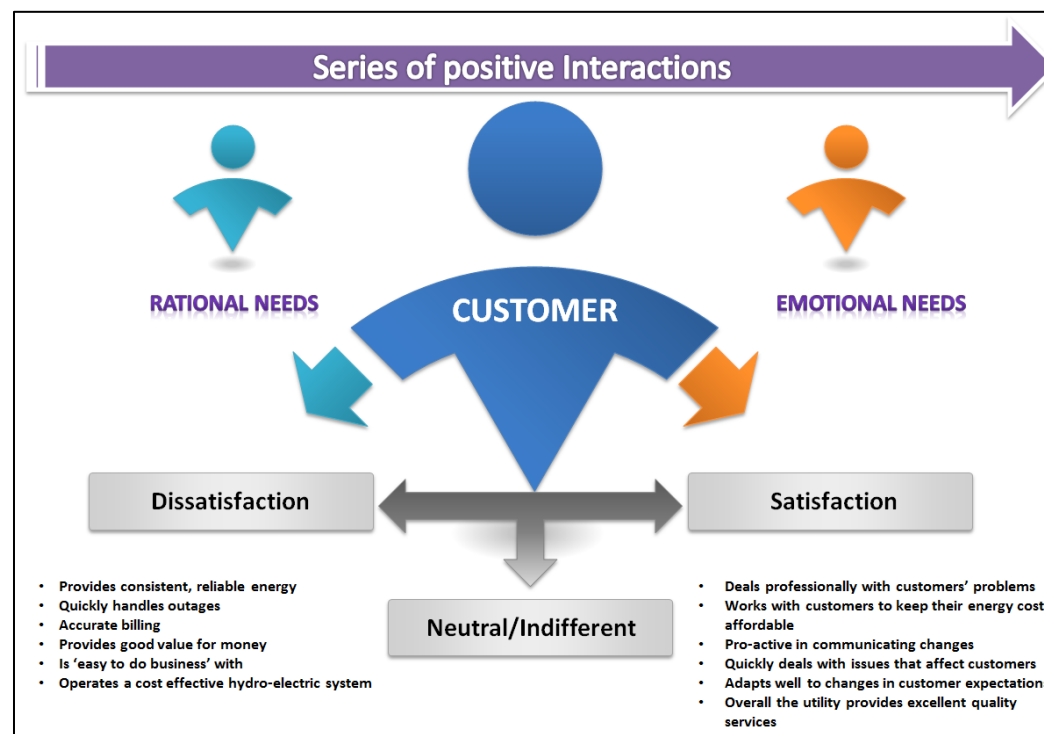 Series of positive Interactions
RATIONAL NEEDS
CUSTOMER
EMOTIONAL NEEDS
Dissatisfaction
Satisfaction
Neutral/Indifferent
• Provides consistent, reliable energy
• Quickly handles outages
• Accurate billing
• Provides good value for money
• Is ‘easy to do business’ with
• Operates a cost effective hydro-electric system
• Deals professionally with customers’ problems
• Works with customers to keep their energy cost
affordable
• Pro-active in communicating changes
• Quickly deals with issues that affect customers
• Adapts well to changes in customer expectation
• Overall the utility provides excellent quality
services